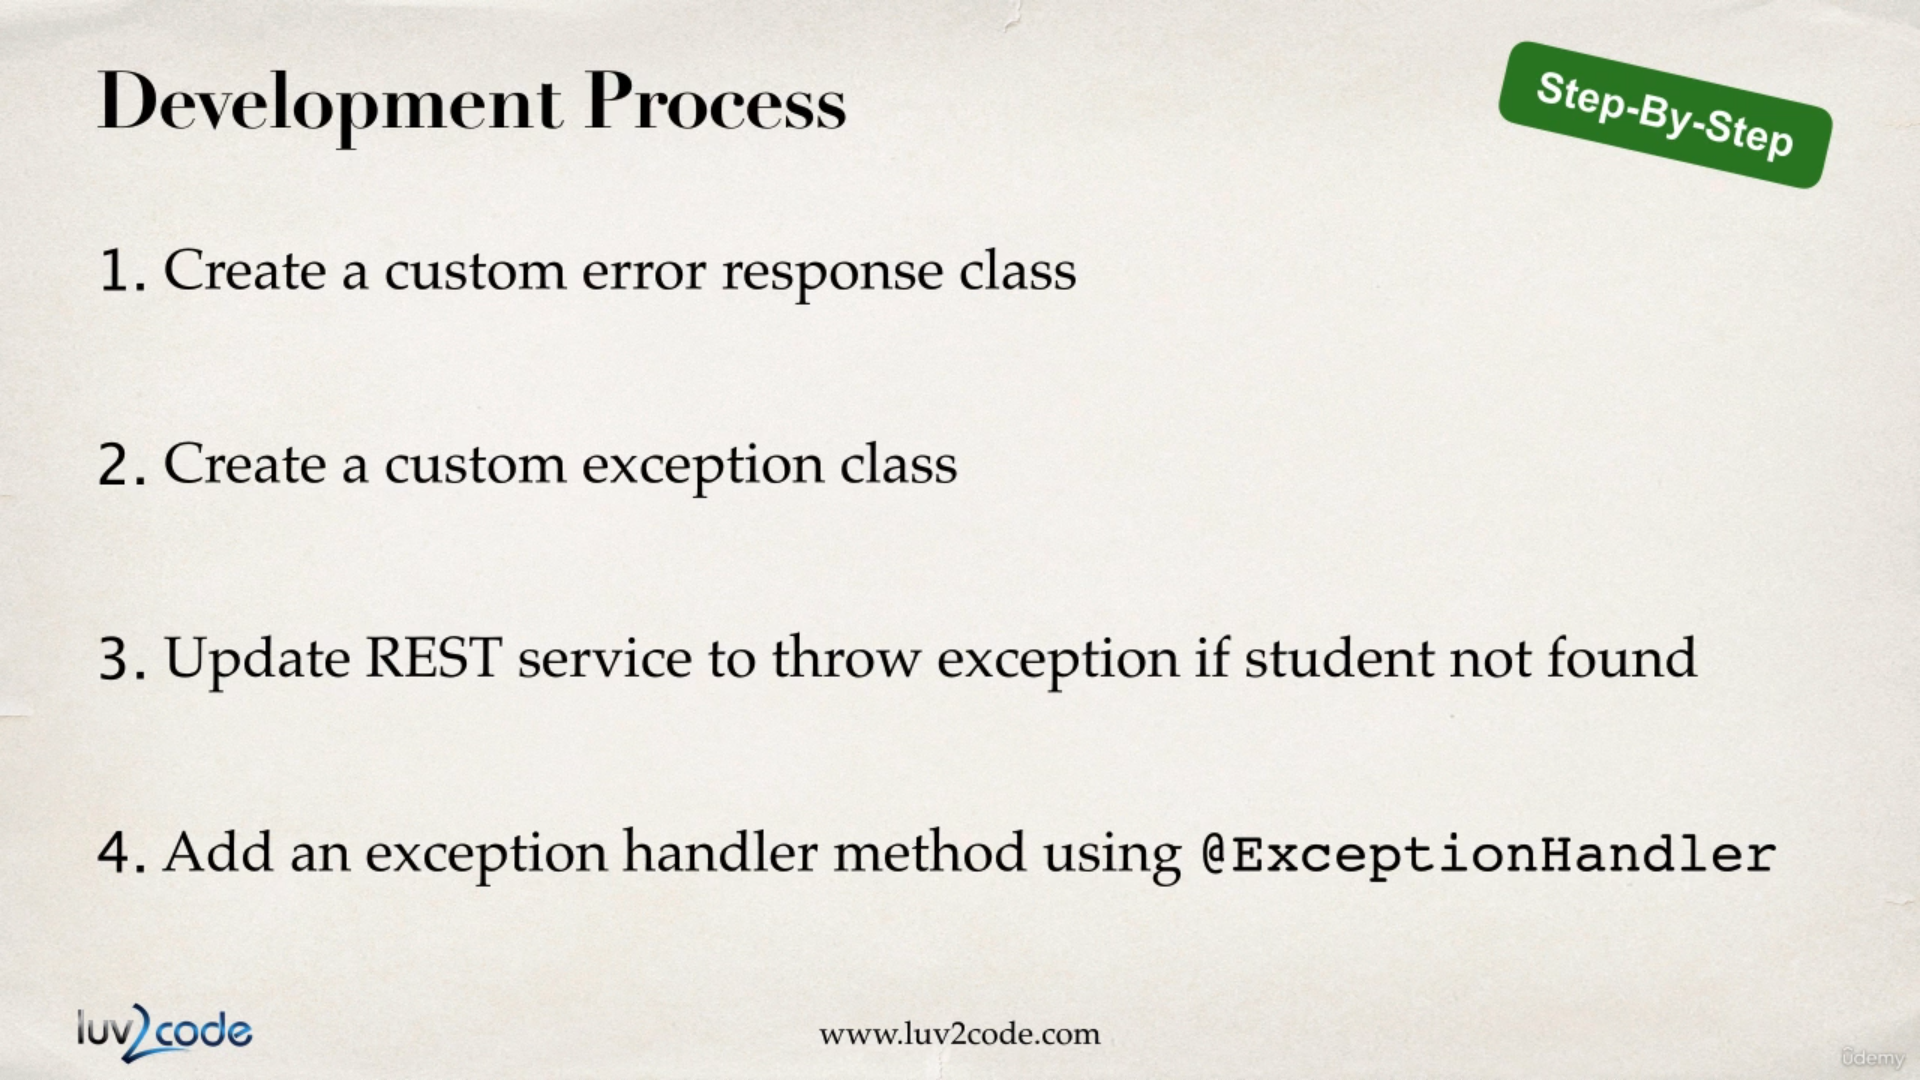 Development Process
Step-By-Step
1. Create a custom error response class
2. Create a custom exception class
3. Update REST service to throw exception if student not found
4. Add an exception handler method using @ExceptionHandler
luv2code
www.luv2code.com
ûdemy